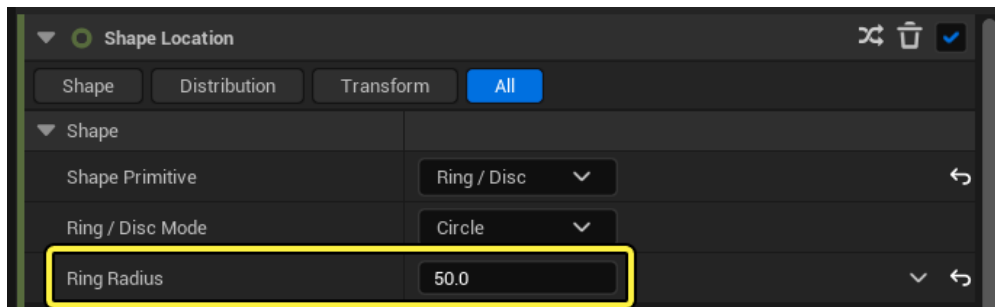 Shape Location
Shape Distribution Transform All
Shape
Shape Primitive Ring / Disc
Ring / Disc Mode Circle
Ring Radius 50.0